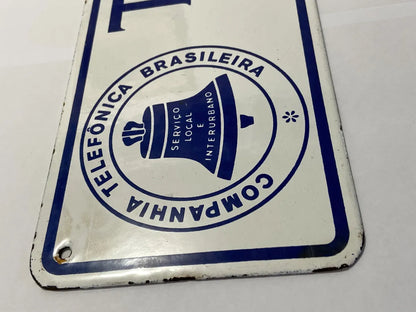 T
COMPANHIA TELEFÔNICA BRASILEIRA *
SERVIÇO
LOCAL
E
INTERURBANO